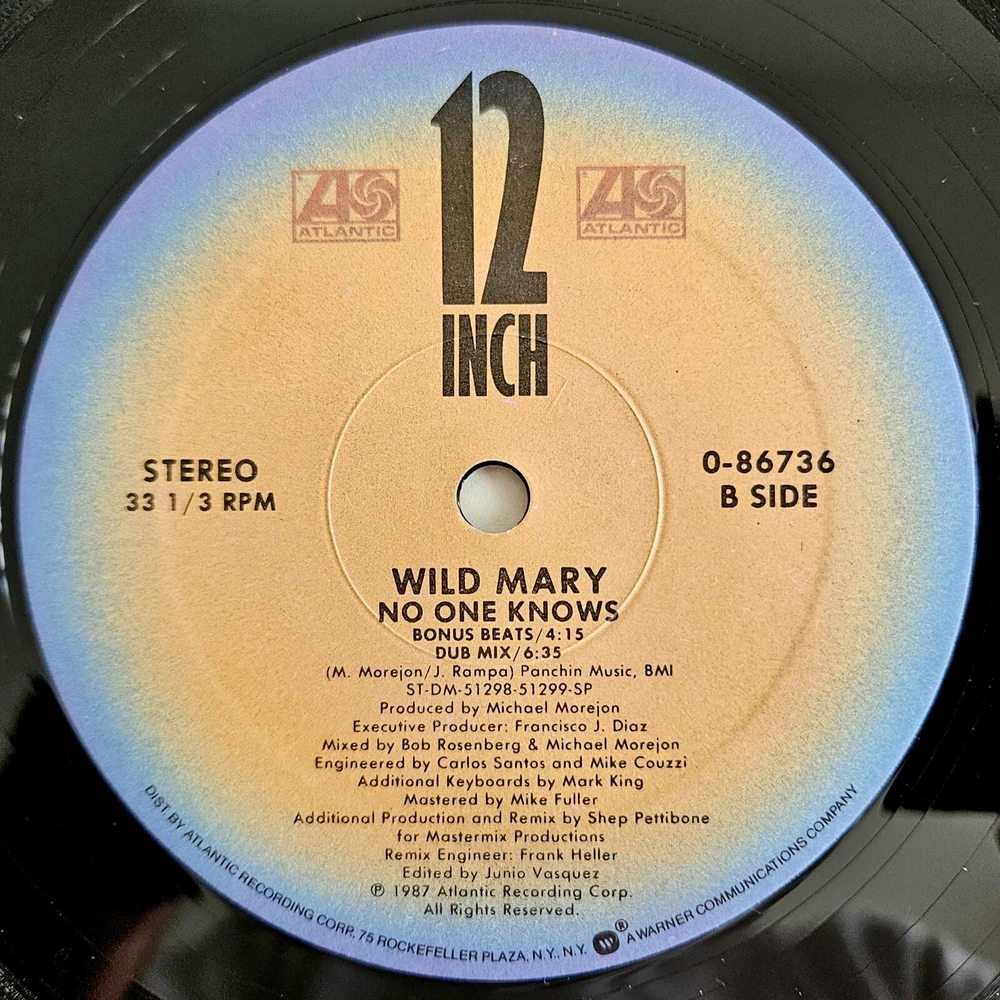 12
INCH
ATLANTIC
ATLANTIC
STEREO
33 1/3 RPM
0-86736
B SIDE
WILD MARY
NO ONE KNOWS
BONUS BEATS/4:15
DUB MIX/6:35
(M. Morejon/J. Rampa) Panchin Music, BMI
ST-DM-51298-51299-SP
Produced by Michael Morejon
Executive Producer: Francisco J. Diaz
Mixed by Bob Rosenberg & Michael Morejon
Engineered by Carlos Santos and Mike Couzzi
Additional Keyboards by Mark King
Mastered by Mike Fuller
Additional Production and Remix by Shep Pettibone
for Mastermix Productions
Remix Engineer: Frank Heller
Edited by Junio Vasquez
℗ 1987 Atlantic Recording Corp.
All Rights Reserved.
DIST. BY ATLANTIC RECORDING CORP., 75 ROCKEFELLER PLAZA, N.Y., N.Y. ® A WARNER COMMUNICATIONS COMPANY